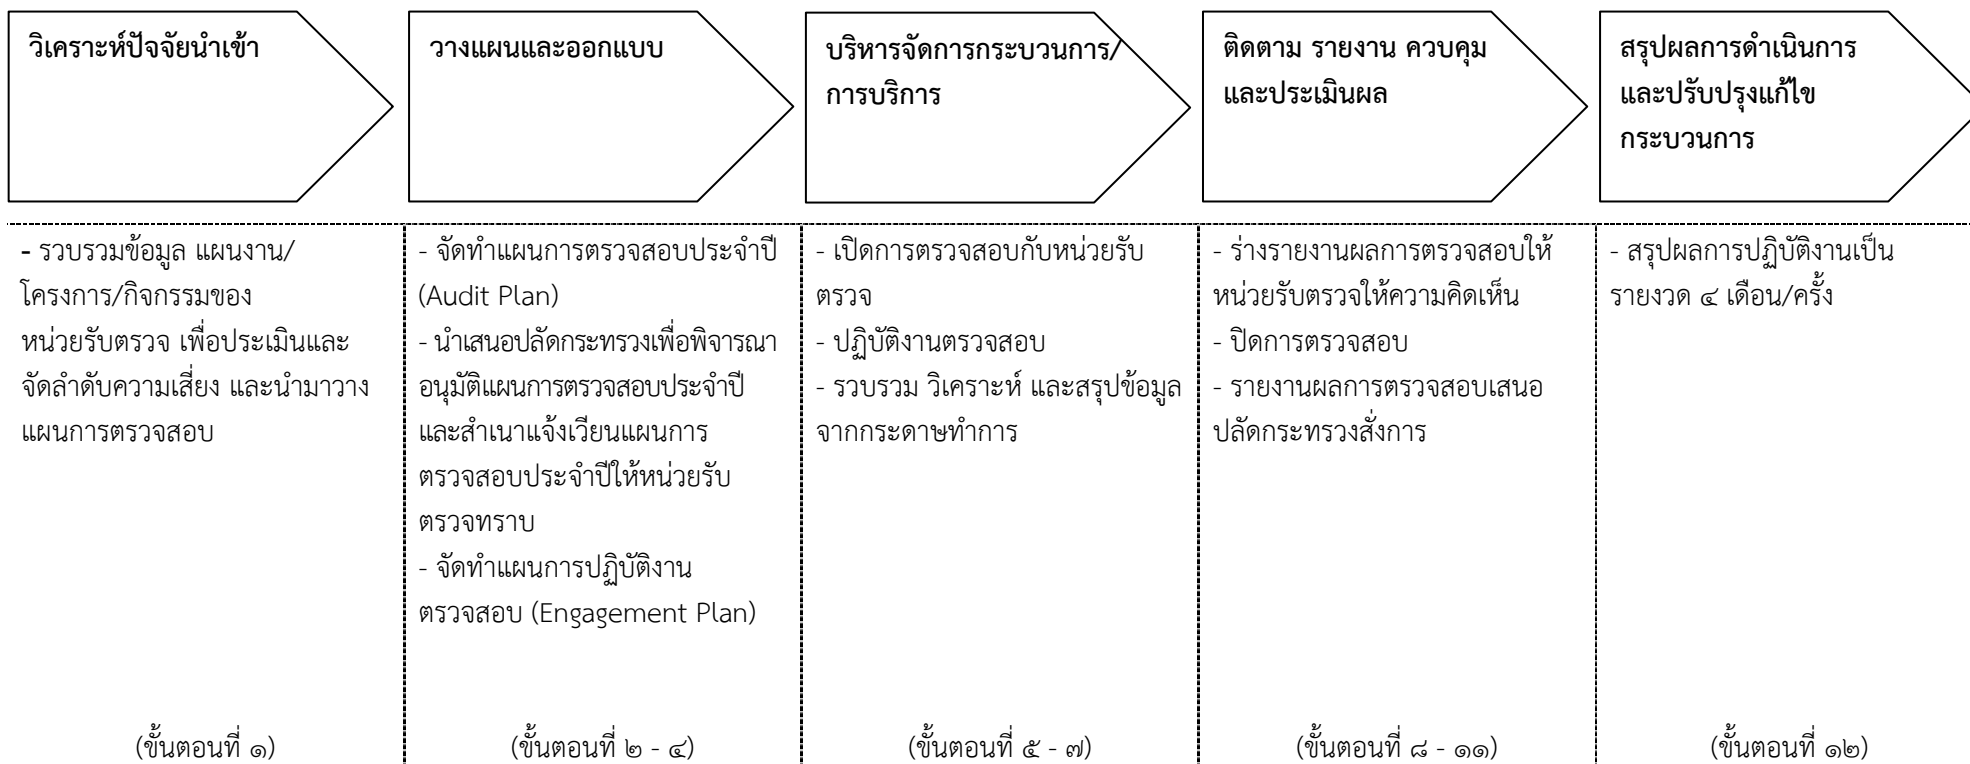 วิเคราะห์ปัจจัยนำเข้า
วางแผนและออกแบบ
บริหารจัดการกระบวนการ/
การบริการ
ติดตาม รายงาน ควบคุม
และประเมินผล
สรุปผลการดำเนินการ
และปรับปรุงแก้ไข
กระบวนการ
- รวบรวมข้อมูล แผนงาน/
โครงการ/กิจกรรมของ
หน่วยรับตรวจ เพื่อประเมินและ
จัดลำดับความเสี่ยง และนำมาวาง
แผนการตรวจสอบ
(ขั้นตอนที่ ๑)
- จัดทำแผนการตรวจสอบประจำปี
(Audit Plan)
- นำเสนอปลัดกระทรวงเพื่อพิจารณา
อนุมัติแผนการตรวจสอบประจำปี
และสำเนาแจ้งเวียนแผนการ
ตรวจสอบประจำปีให้หน่วยรับ
ตรวจทราบ
- จัดทำแผนการปฏิบัติงาน
ตรวจสอบ (Engagement Plan)
(ขั้นตอนที่ ๒ - ๔)
- เปิดการตรวจสอบกับหน่วยรับ
ตรวจ
- ปฏิบัติงานตรวจสอบ
- รวบรวม วิเคราะห์ และสรุปข้อมูล
จากกระดาษทำการ
(ขั้นตอนที่ ๕ - ๗)
- ร่างรายงานผลการตรวจสอบให้
หน่วยรับตรวจให้ความคิดเห็น
- ปิดการตรวจสอบ
- รายงานผลการตรวจสอบเสนอ
ปลัดกระทรวงสั่งการ
(ขั้นตอนที่ ๘ - ๑๑)
- สรุปผลการปฏิบัติงานเป็น
รายงวด ๔ เดือน/ครั้ง
(ขั้นตอนที่ ๑๒)